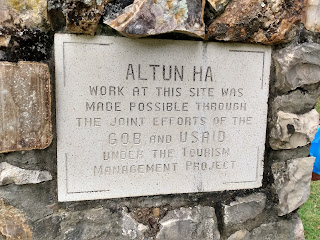 ALTUN HA
WORK AT THIS SITE WAS
MADE POSSIBLE THROUGH
THE JOINT EFFORTS OF THE
GOB AND USAID
UNDER THE TOURISM
MANAGEMENT PROJECT